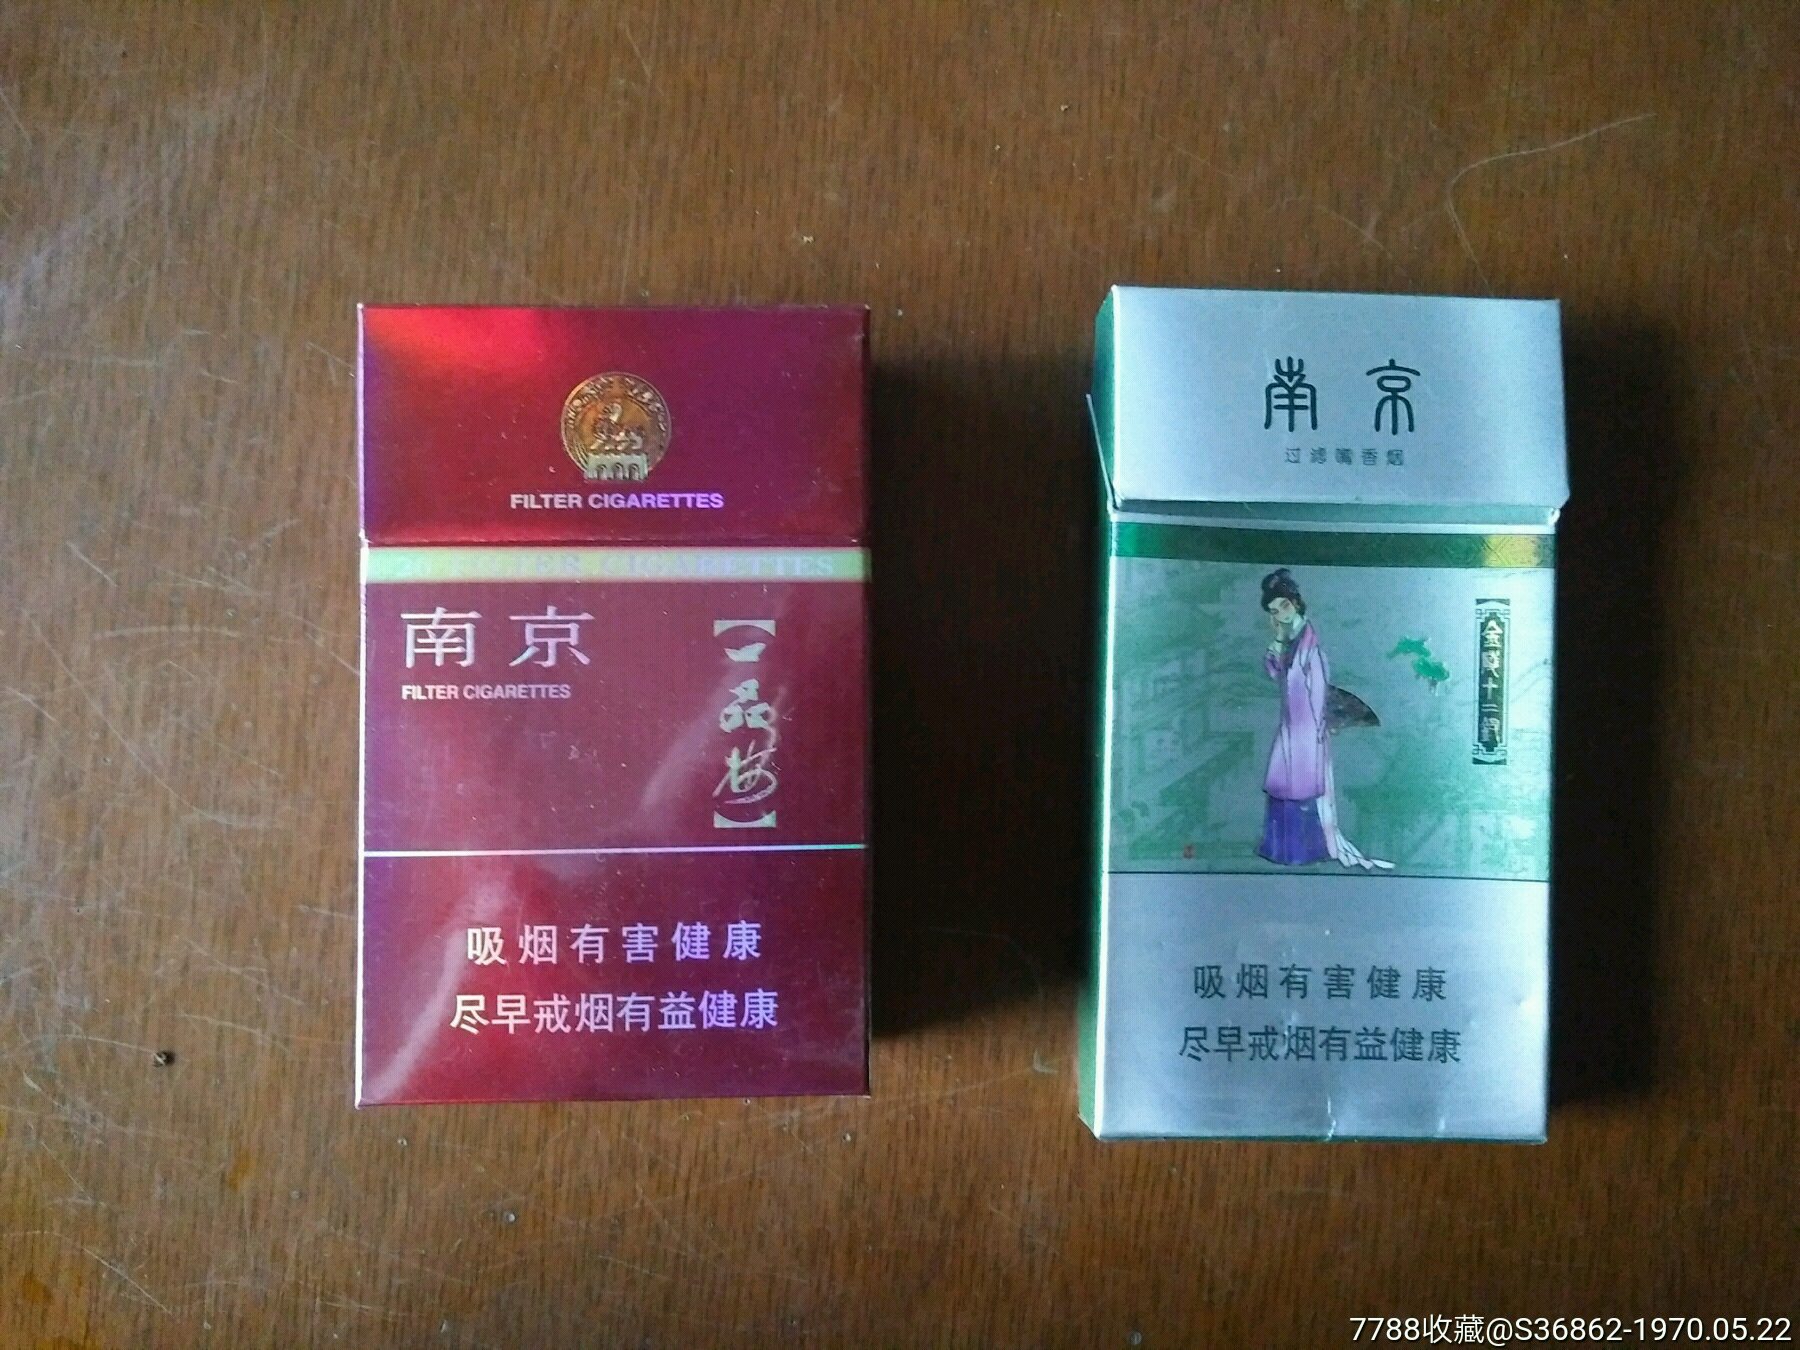 FILTER CIGARETTES
20 FILTER CIGARETTES
南京
FILTER CIGARETTES
【一品梅】
吸烟有害健康
尽早戒烟有益健康
南京
过滤嘴香烟
【金陵十二钗】
吸烟有害健康
尽早戒烟有益健康
7788收藏@S36862-1970.05.22